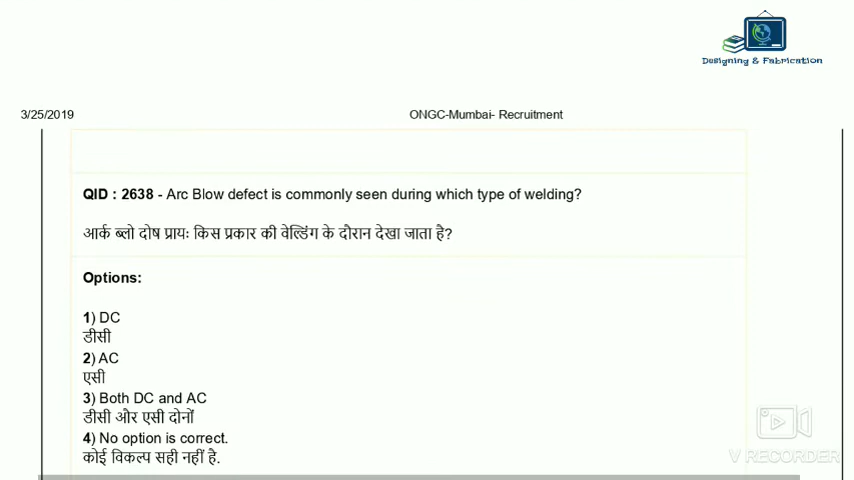 Designing & Fabrication
3/25/2019 ONGC-Mumbai- Recruitment
QID : 2638 - Arc Blow defect is commonly seen during which type of welding?
आर्क ब्लो दोष प्रायः किस प्रकार की वेल्डिंग के दौरान देखा जाता है?
Options:
1) DC
डीसी
2) AC
एसी
3) Both DC and AC
डीसी और एसी दोनों
4) No option is correct.
कोई विकल्प सही नहीं है.
V RECORDER